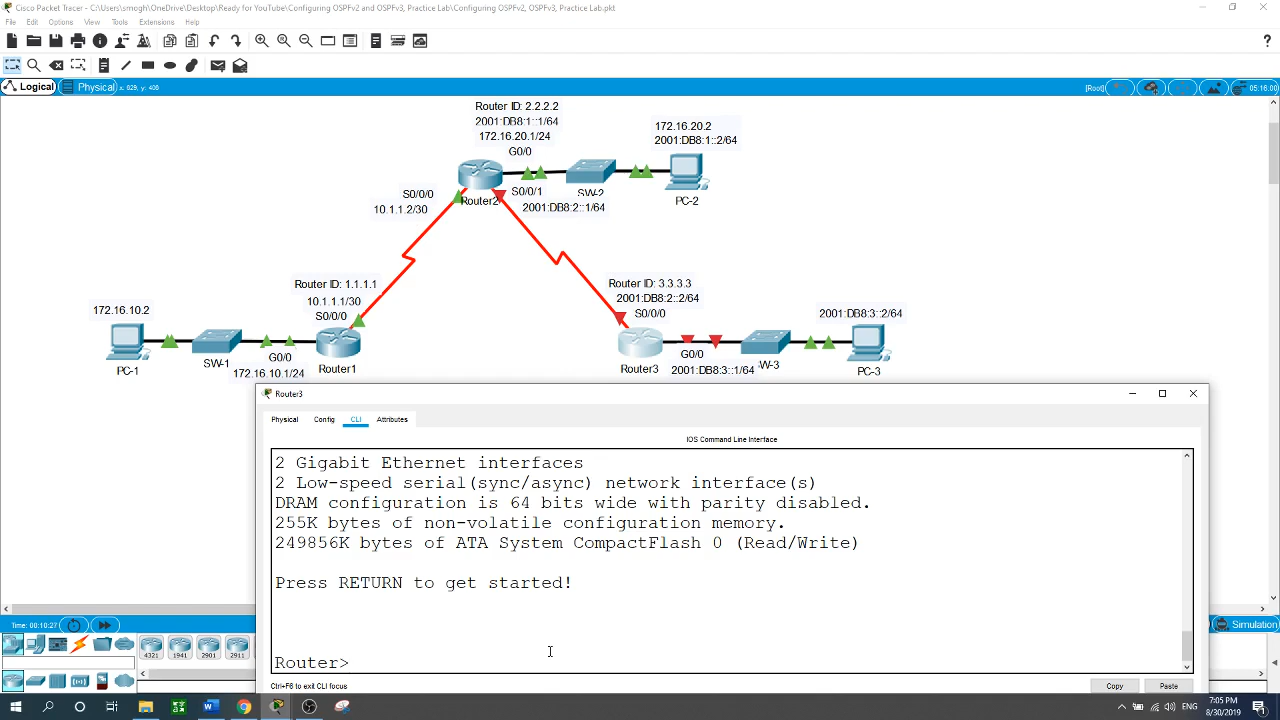 Cisco Packet Tracer - C:\Users\smogh\OneDrive\Desktop\Ready for YouTube\Configuring OSPFv2 and OSPFv3, Practice Lab\Configuring OSPFv2, OSPFv3, Practice Lab.pkt
File Edit Options View Tools Extensions Help
?
Logical Physical x: 829, y: 408 [Root] 05:16:00
Router ID: 2.2.2.2
2001:DB8:1::1/64
172.16.20.1/24
G0/0
172.16.20.2
2001:DB8:1::2/64
S0/0/0
10.1.1.2/30
Router2
S0/0/1
SW-2
2001:DB8:2::1/64
PC-2
Router ID: 1.1.1.1
10.1.1.1/30
S0/0/0
Router ID: 3.3.3.3
2001:DB8:2::2/64
S0/0/0
172.16.10.2
2001:DB8:3::2/64
PC-1
SW-1
G0/0
172.16.10.1/24
Router1
Router3
G0/0
2001:DB8:3::1/64
W-3
PC-3
Router3
Physical Config CLI Attributes
IOS Command Line Interface
2 Gigabit Ethernet interfaces
2 Low-speed serial(sync/async) network interface(s)
DRAM configuration is 64 bits wide with parity disabled.
255K bytes of non-volatile configuration memory.
249856K bytes of ATA System CompactFlash 0 (Read/Write)
Press RETURN to get started!
Router>
Ctrl+F6 to exit CLI focus
Copy Paste
Time: 00:10:27
Simulation
4321 1941 2901 2911
7:05 PM
ENG
8/30/2019